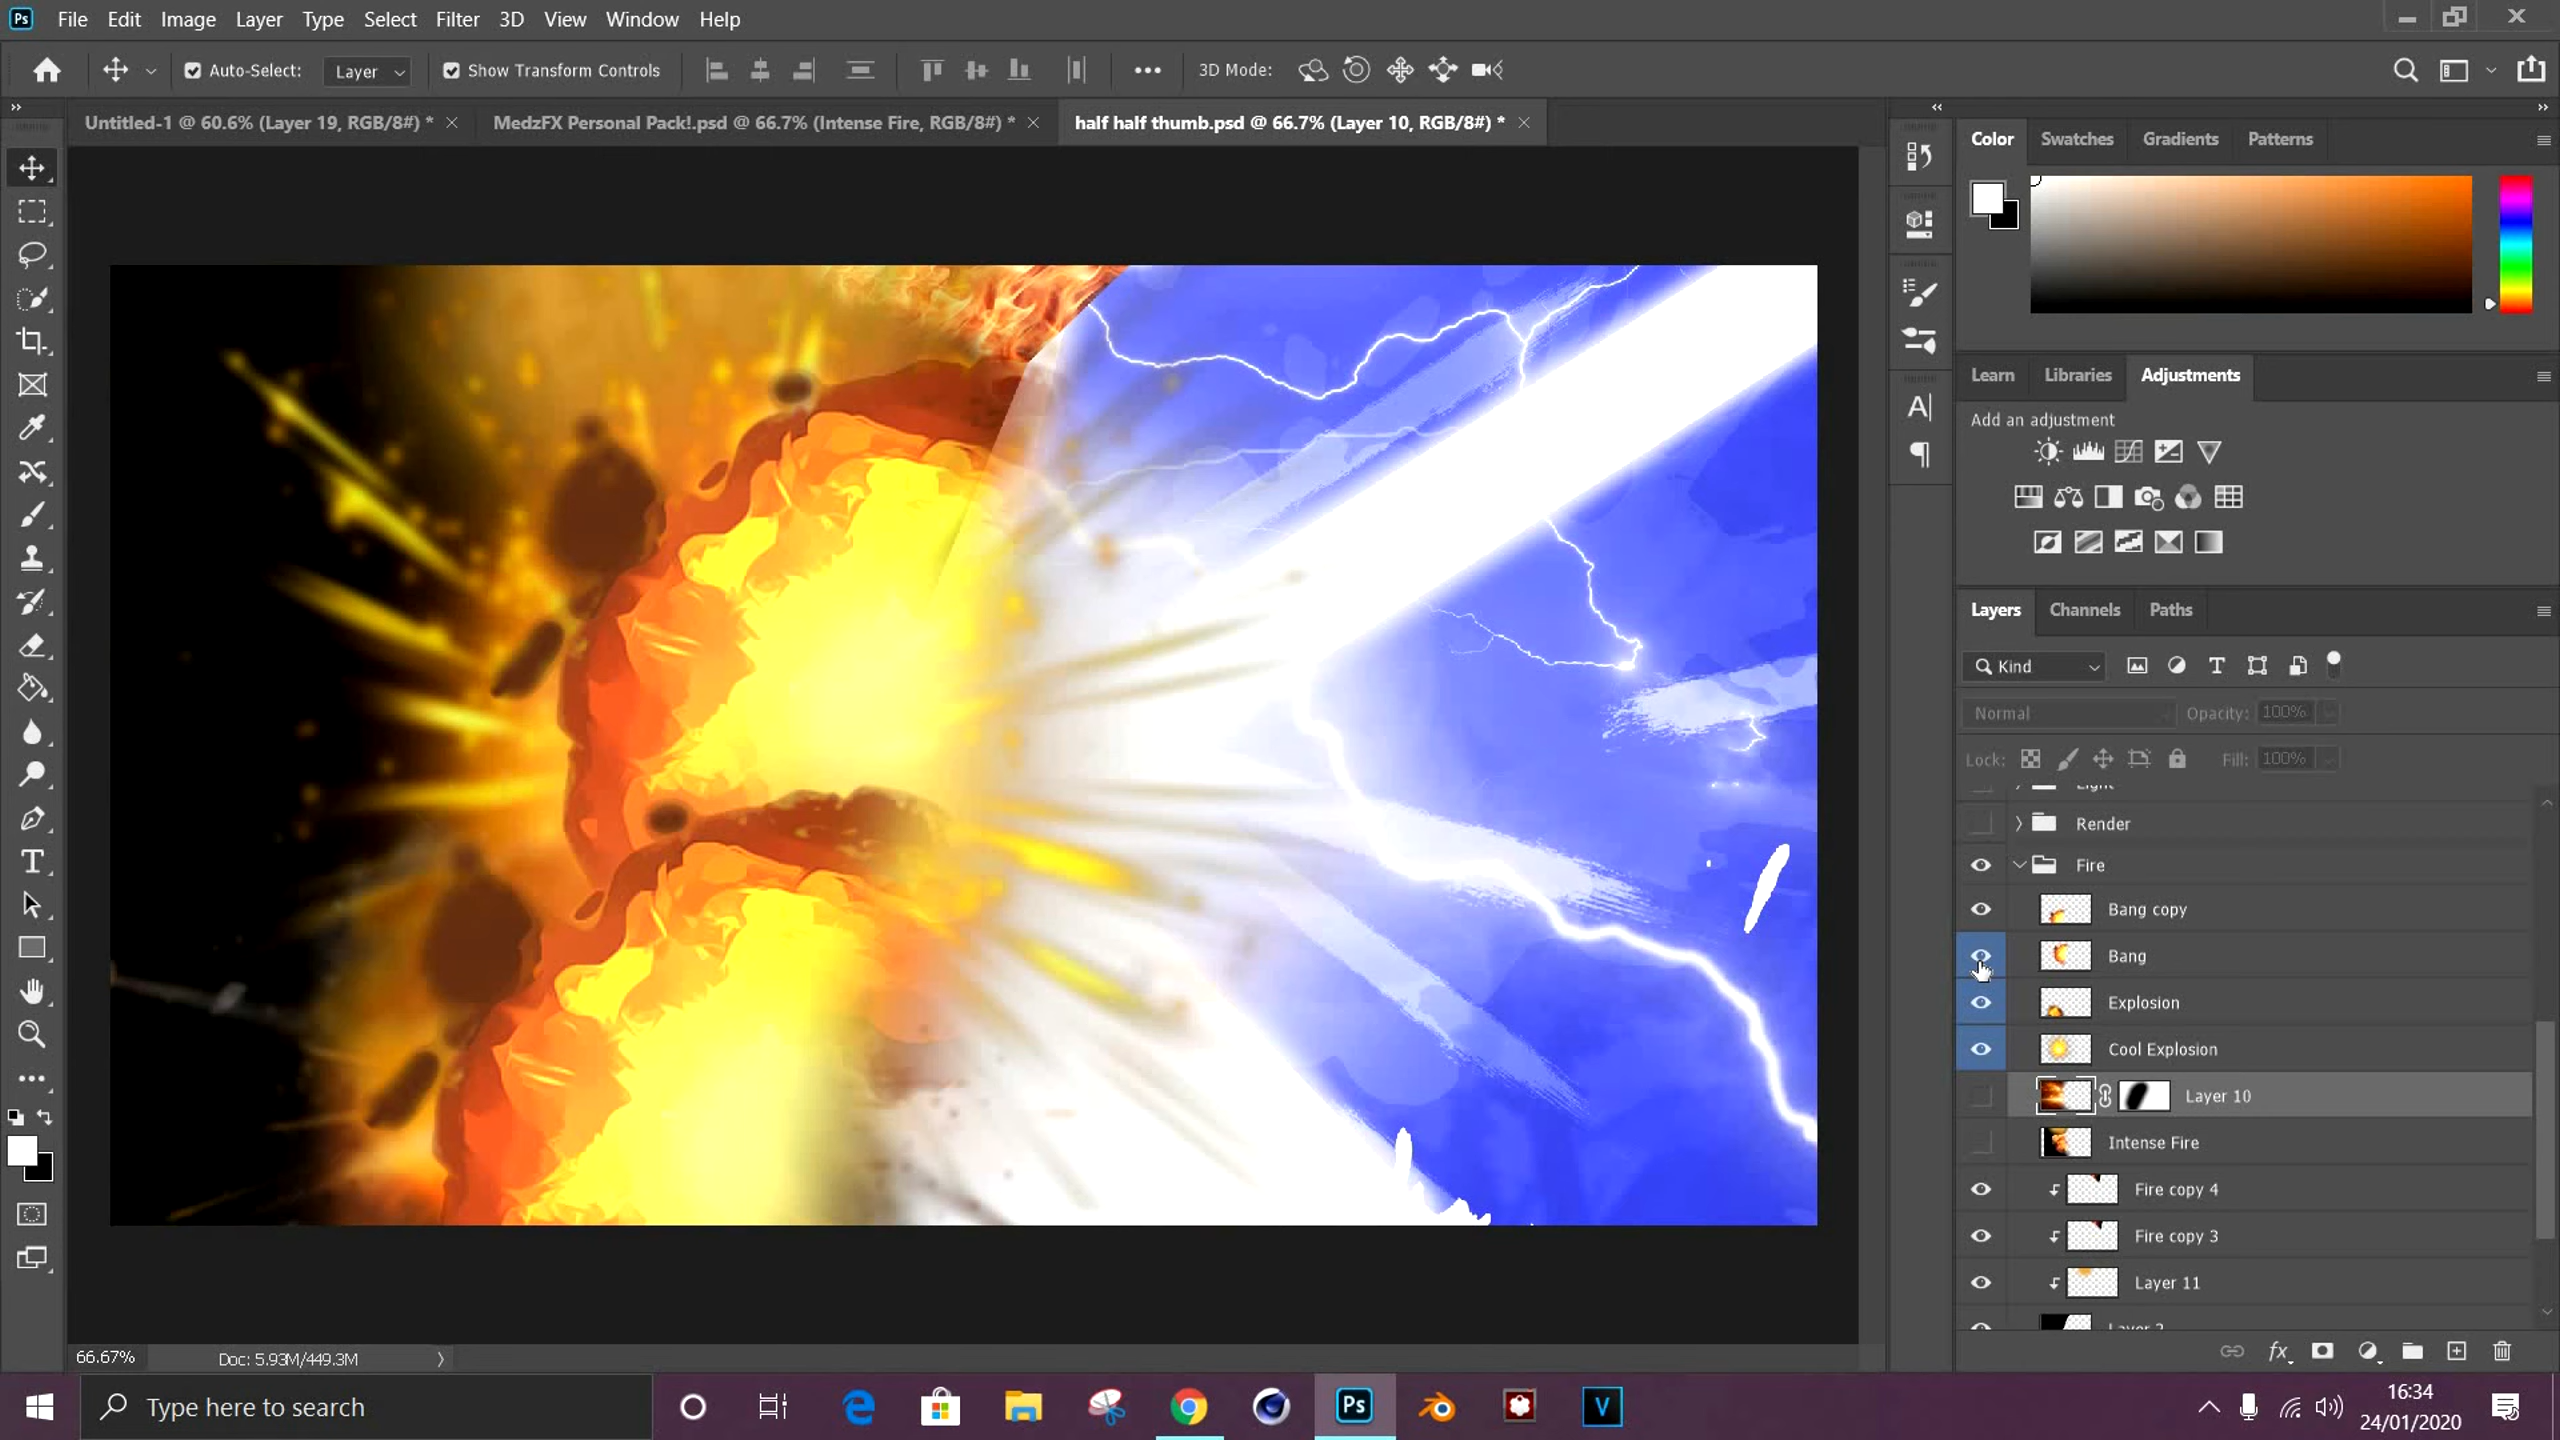 File Edit Image Layer Type Select Filter 3D View Window Help
Auto-Select: Layer Show Transform Controls 3D Mode:
Untitled-1 @ 60.6% (Layer 19, RGB/8#) * MedzFX Personal Pack!.psd @ 66.7% (Intense Fire, RGB/8#) * half half thumb.psd @ 66.7% (Layer 10, RGB/8#) *
Color Swatches Gradients Patterns
Learn Libraries Adjustments
Add an adjustment
Layers Channels Paths
Kind
Normal Opacity: 100%
Lock: Fill: 100%
Light
Render
Fire
Bang copy
Bang
Explosion
Cool Explosion
Layer 10
Intense Fire
Fire copy 4
Fire copy 3
Layer 11
Layer 2
66.67% Doc: 5.93M/449.3M
fx
Type here to search
Ps
V
16:34
24/01/2020